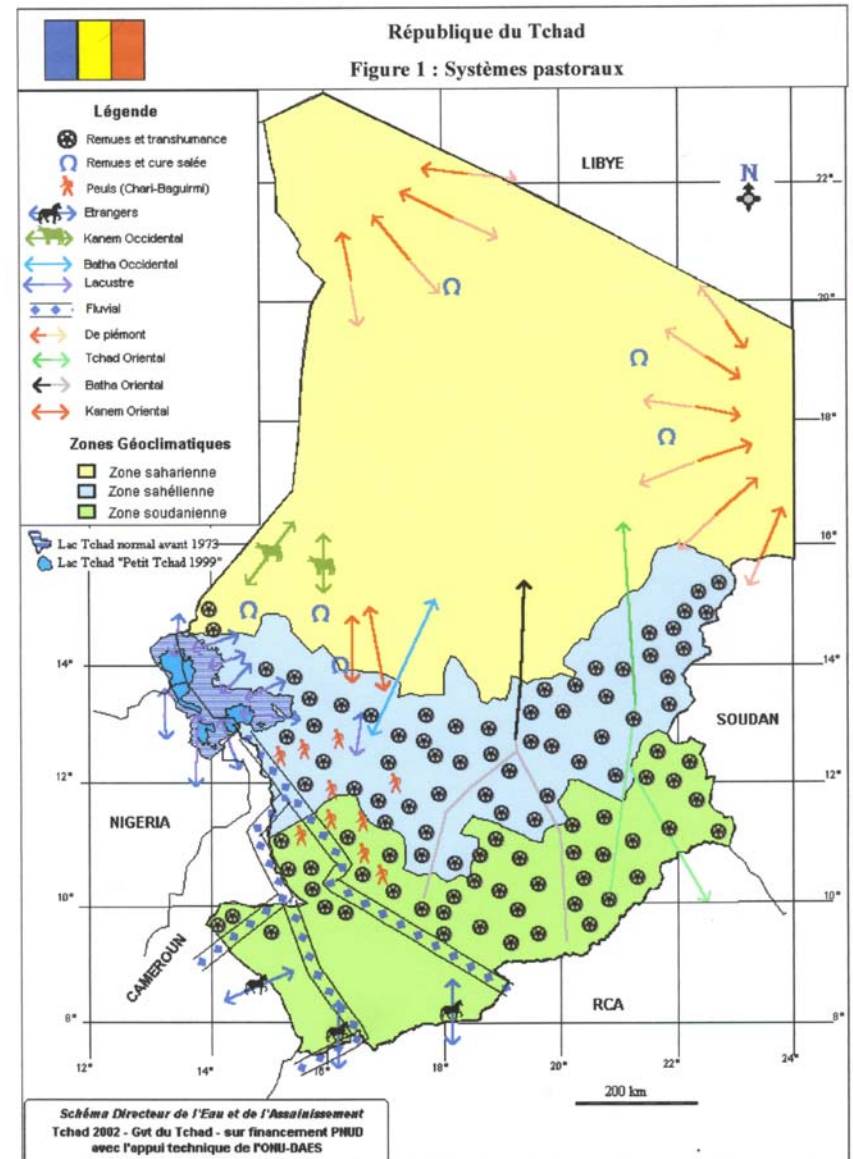 République du Tchad
Figure 1 : Systèmes pastoraux
Légende
Remues et transhumance
Remues et cure salée
Peuls (Chari-Baguirmi)
Etrangers
Kanem Occidental
Batha Occidental
Lacustre
Fluvial
De piémont
Tchad Oriental
Batha Oriental
Kanem Oriental
Zones Géoclimatiques
Zone saharienne
Zone sahélienne
Zone soudanienne
Lac Tchad normal avant 1973
Lac Tchad "Petit Tchad 1999"
LIBYE
N
22°
20°
18°
16°
14°
14°
SOUDAN
12°
12°
NIGERIA
10°
10°
CAMEROUN
RCA
8°
8°
12°
14°
16°
18°
20°
22°
24°
200 km
Schéma Directeur de l'Eau et de l'Assainissement
Tchad 2002 - Gvt du Tchad - sur financement PNUD
avec l'appui technique de l'ONU-DAES